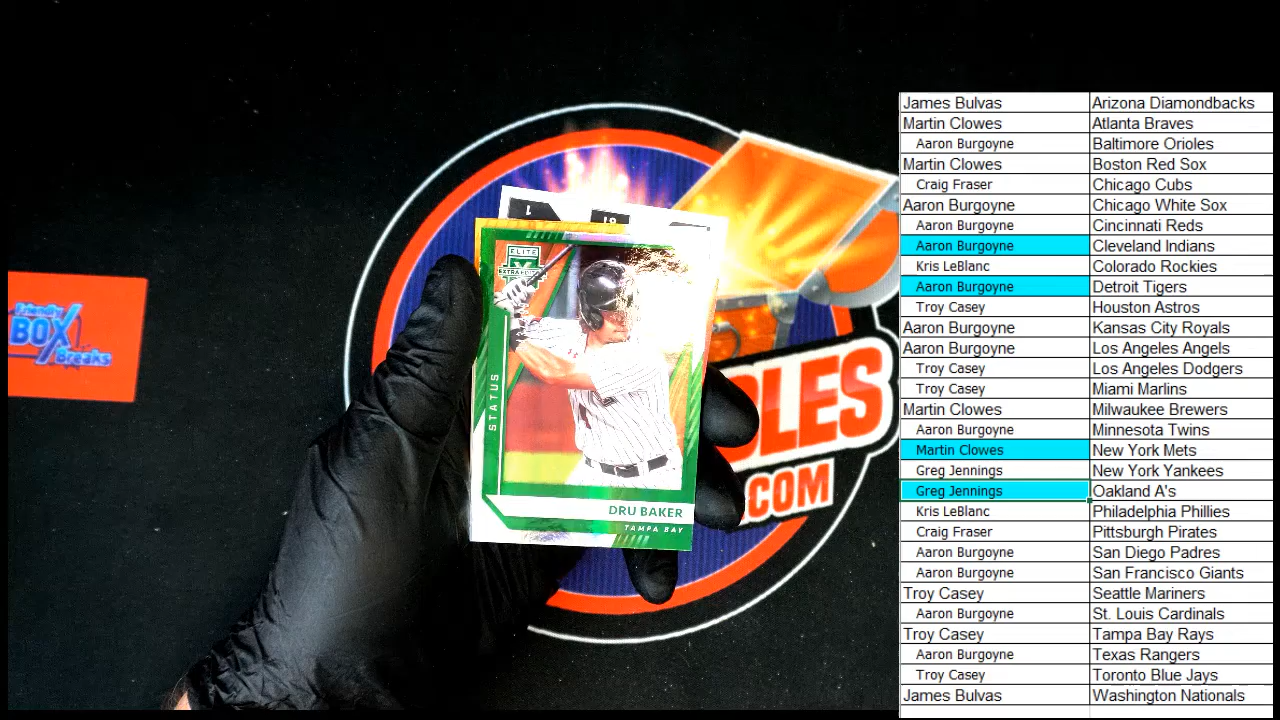 Friendly
BOX
Breaks
ELITE
EXTRA EDITION
STATUS
DRU BAKER
TAMPA BAY
.COM
James Bulvas Arizona Diamondbacks
Martin Clowes Atlanta Braves
Aaron Burgoyne Baltimore Orioles
Martin Clowes Boston Red Sox
Craig Fraser Chicago Cubs
Aaron Burgoyne Chicago White Sox
Aaron Burgoyne Cincinnati Reds
Aaron Burgoyne Cleveland Indians
Kris LeBlanc Colorado Rockies
Aaron Burgoyne Detroit Tigers
Troy Casey Houston Astros
Aaron Burgoyne Kansas City Royals
Aaron Burgoyne Los Angeles Angels
Troy Casey Los Angeles Dodgers
Troy Casey Miami Marlins
Martin Clowes Milwaukee Brewers
Aaron Burgoyne Minnesota Twins
Martin Clowes New York Mets
Greg Jennings New York Yankees
Greg Jennings Oakland A's
Kris LeBlanc Philadelphia Phillies
Craig Fraser Pittsburgh Pirates
Aaron Burgoyne San Diego Padres
Aaron Burgoyne San Francisco Giants
Troy Casey Seattle Mariners
Aaron Burgoyne St. Louis Cardinals
Troy Casey Tampa Bay Rays
Aaron Burgoyne Texas Rangers
Troy Casey Toronto Blue Jays
James Bulvas Washington Nationals